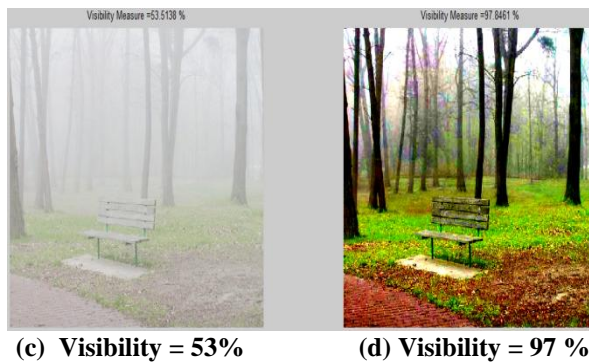 Visibility Measure =53.5138 %
Visibility Measure =97.8461 %
(c) Visibility = 53%
(d) Visibility = 97 %